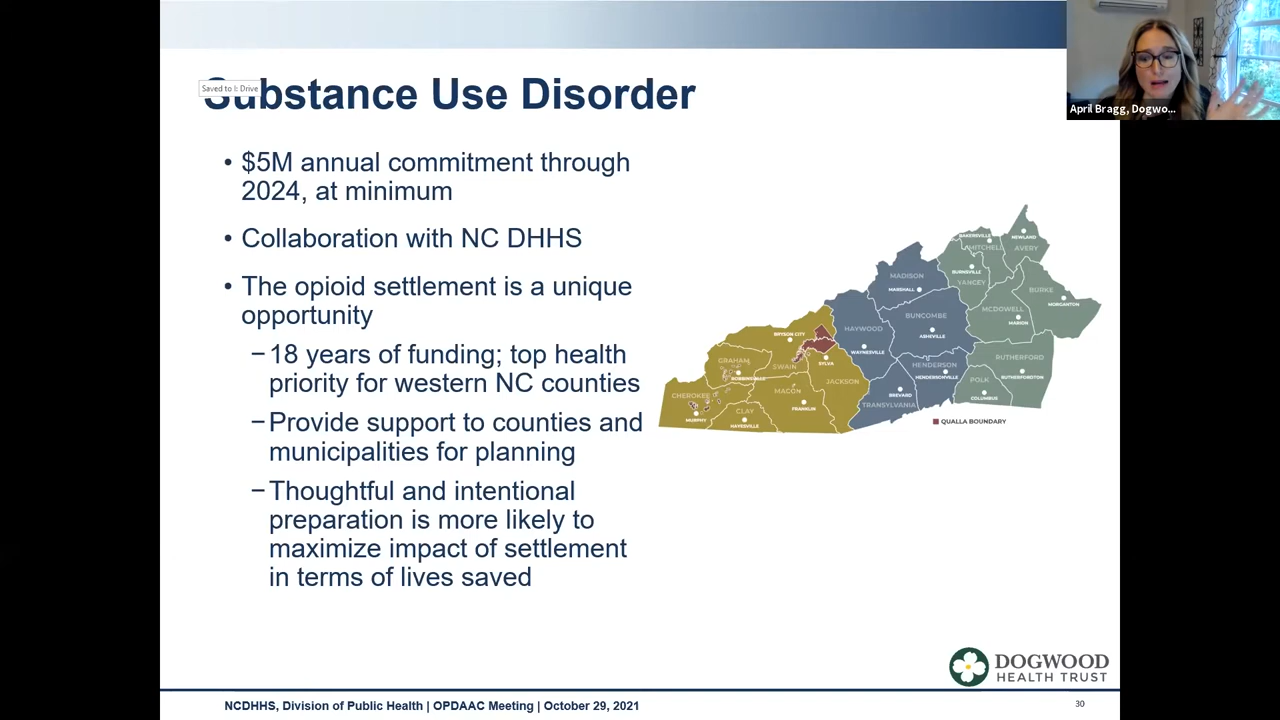 Saved to I: Drive
Substance Use Disorder
April Bragg, Dogwo...
• $5M annual commitment through
2024, at minimum
• Collaboration with NC DHHS
• The opioid settlement is a unique
opportunity
−18 years of funding; top health
priority for western NC counties
−Provide support to counties and
municipalities for planning
−Thoughtful and intentional
preparation is more likely to
maximize impact of settlement
in terms of lives saved
NEWLAND
BAKERSVILLE
MITCHELL
AVERY
MADISON
MARSHALL
BURNSVILLE
YANCEY
BURKE
MORGANTON
MCDOWELL
MARION
BUNCOMBE
ASHEVILLE
HAYWOOD
WAYNESVILLE
BRYSON CITY
SWAIN
SYLVA
GRAHAM
ROBBINSVILLE
RUTHERFORD
RUTHERFORDTON
HENDERSON
HENDERSONVILLE
POLK
COLUMBUS
JACKSON
MACON
FRANKLIN
BREVARD
TRANSYLVANIA
CHEROKEE
MURPHY
CLAY
HAYESVILLE
QUALLA BOUNDARY
DOGWOOD
HEALTH TRUST
NCDHHS, Division of Public Health | OPDAAC Meeting | October 29, 2021
30